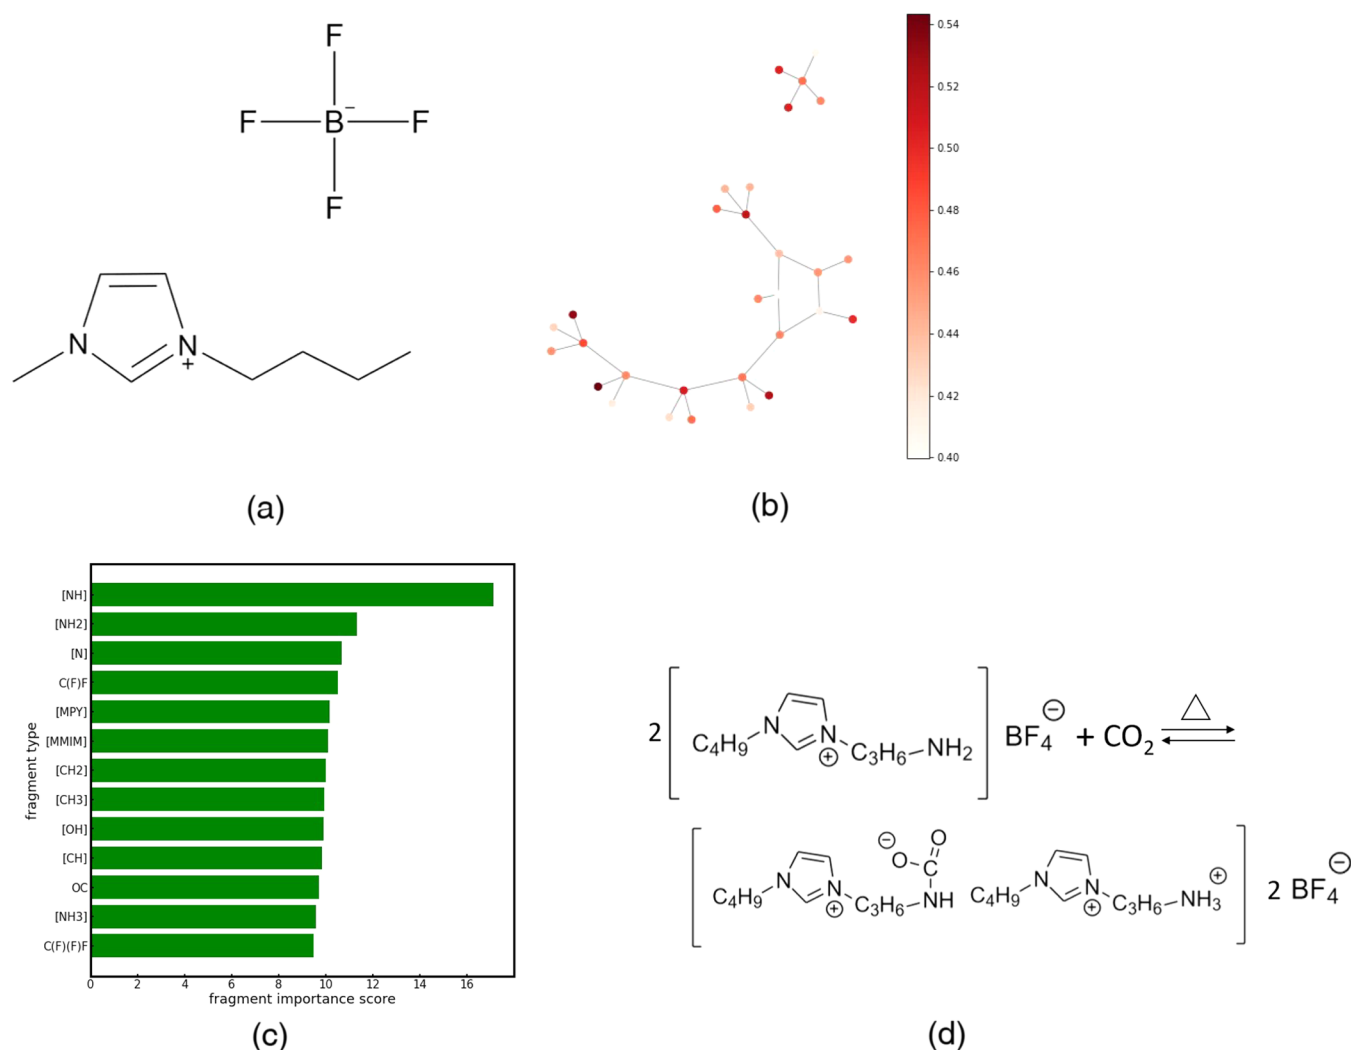 F
F B − F
F
N N
+
0.54
0.52
0.50
0.48
0.46
0.44
0.42
0.40
(a)
(b)
fragment type
[NH]
[NH2]
[N]
C(F)F
[MPY]
[MMIM]
[CH2]
[CH3]
[OH]
[CH]
OC
[NH3]
C(F)(F)F
0 2 4 6 8 10 12 14 16
fragment importance score
(c)
2 [ C₄H₉ N N ⊕ C₃H₆ NH₂ ] BF₄ ⊖ + CO₂ △ ⇌
[ C₄H₉ N N ⊕ C₃H₆ NH C O ⊖ O C₄H₉ N N ⊕ C₃H₆ NH₃ ⊕ ] 2 BF₄ ⊖
(d)